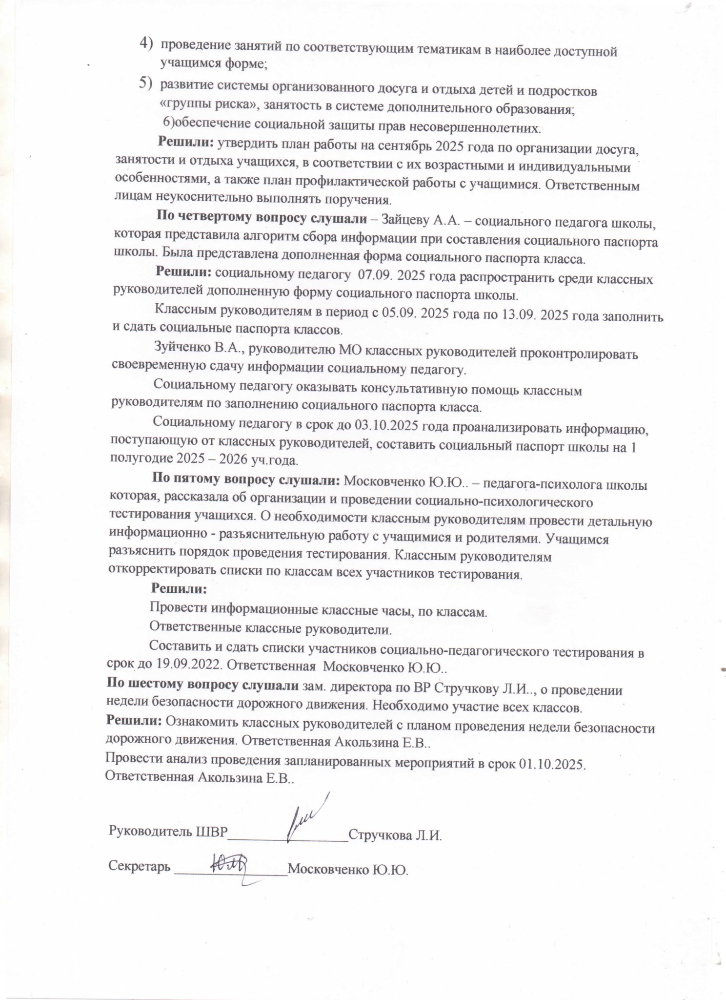 4) проведение занятий по соответствующим тематикам в наиболее доступной
учащимся форме;
5) развитие системы организованного досуга и отдыха детей и подростков
«группы риска», занятость в системе дополнительного образования;
6)обеспечение социальной защиты прав несовершеннолетних.
Решили: утвердить план работы на сентябрь 2025 года по организации досуга,
занятости и отдыха учащихся, в соответствии с их возрастными и индивидуальными
особенностями, а также план профилактической работы с учащимися. Ответственным
лицам неукоснительно выполнять поручения.
По четвертому вопросу слушали – Зайцеву А.А. – социального педагога школы,
которая представила алгоритм сбора информации при составления социального паспорта
школы. Была представлена дополненная форма социального паспорта класса.
Решили: социальному педагогу 07.09. 2025 года распространить среди классных
руководителей дополненную форму социального паспорта школы.
Классным руководителям в период с 05.09. 2025 года по 13.09. 2025 года заполнить
и сдать социальные паспорта классов.
Зуйченко В.А., руководителю МО классных руководителей проконтролировать
своевременную сдачу информации социальному педагогу.
Социальному педагогу оказывать консультативную помощь классным
руководителям по заполнению социального паспорта класса.
Социальному педагогу в срок до 03.10.2025 года проанализировать информацию,
поступающую от классных руководителей, составить социальный паспорт школы на 1
полугодие 2025 – 2026 уч.года.
По пятому вопросу слушали: Московченко Ю.Ю.. – педагога-психолога школы
которая, рассказала об организации и проведении социально-психологического
тестирования учащихся. О необходимости классным руководителям провести детальную
информационно - разъяснительную работу с учащимися и родителями. Учащимся
разъяснить порядок проведения тестирования. Классным руководителям
откорректировать списки по классам всех участников тестирования.
Решили:
Провести информационные классные часы, по классам.
Ответственные классные руководители.
Составить и сдать списки участников социально-педагогического тестирования в
срок до 19.09.2022. Ответственная Московченко Ю.Ю..
По шестому вопросу слушали зам. директора по ВР Стручкову Л.И.., о проведении
недели безопасности дорожного движения. Необходимо участие всех классов.
Решили: Ознакомить классных руководителей с планом проведения недели безопасности
дорожного движения. Ответственная Акользина Е.В..
Провести анализ проведения запланированных мероприятий в срок 01.10.2025.
Ответственная Акользина Е.В..
Руководитель ШВР_________________Стручкова Л.И.
Секретарь ________________Московченко Ю.Ю.